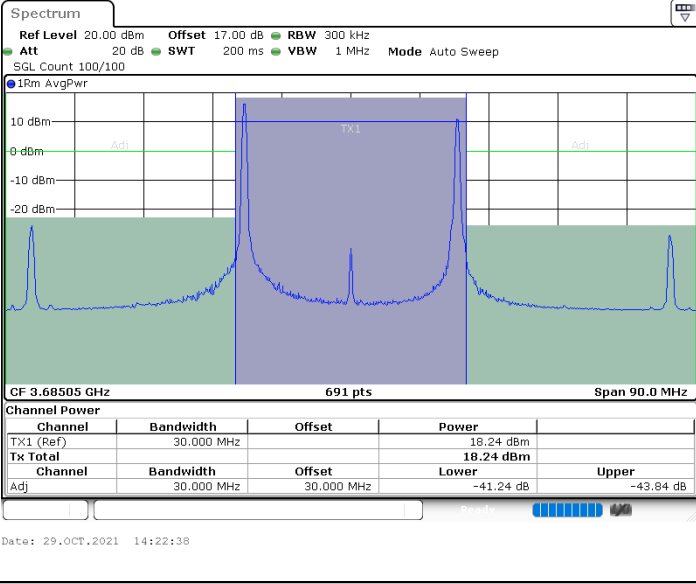 Spectrum
Ref Level 20.00 dBm Offset 17.00 dB RBW 300 kHz
Att 20 dB SWT 200 ms VBW 1 MHz Mode Auto Sweep
SGL Count 100/100
1Rm AvgPwr
10 dBm
TX1
Adj
Adj
0 dBm
-10 dBm
-20 dBm
CF 3.68505 GHz 691 pts Span 90.0 MHz
Channel Power
Channel Bandwidth Offset Power
TX1 (Ref) 30.000 MHz 18.24 dBm
Tx Total 18.24 dBm
Channel Bandwidth Offset Lower Upper
Adj 30.000 MHz 30.000 MHz -41.24 dB -43.84 dB
Ready
Date: 29.OCT.2021 14:22:38